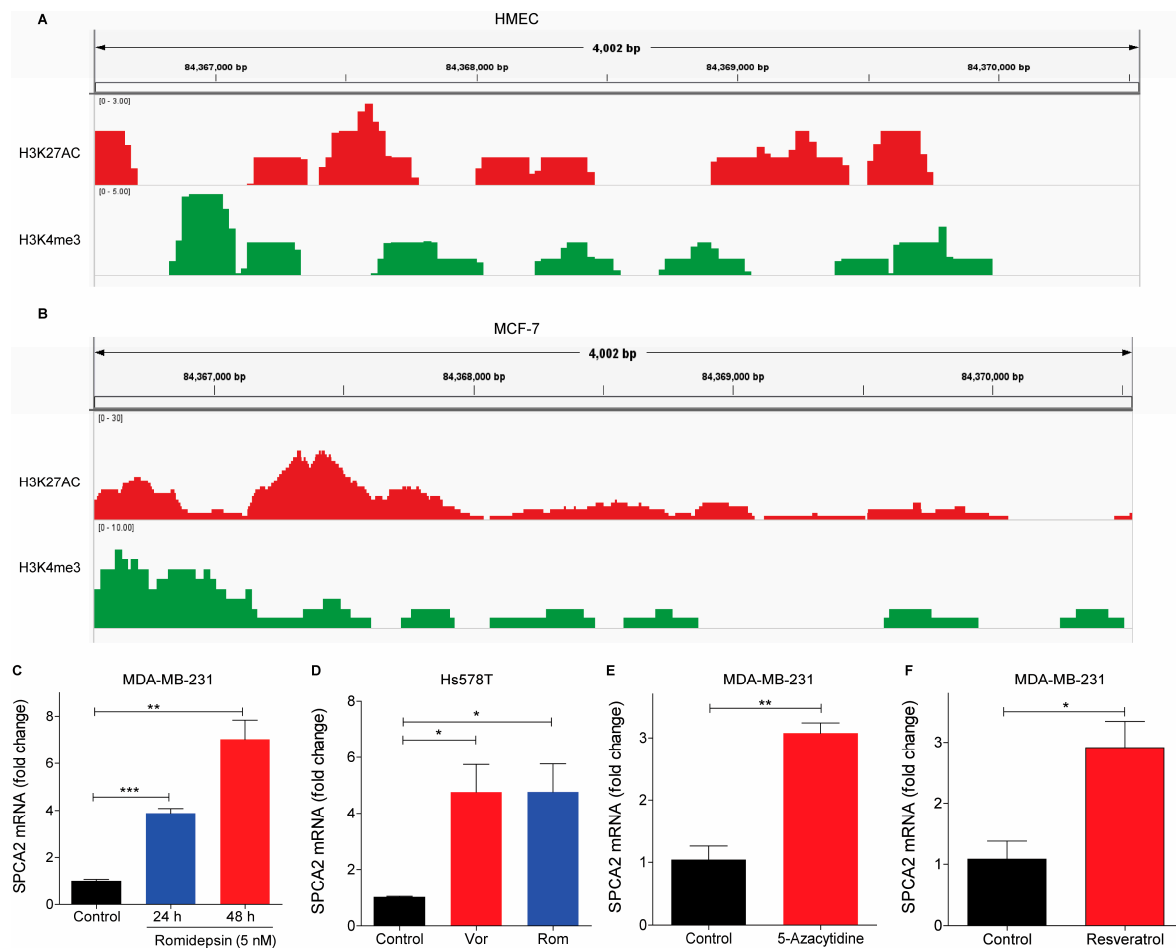 A
HMEC
4,002 bp
84,367,000 bp 84,368,000 bp 84,369,000 bp 84,370,000 bp
[0 - 3.00]
H3K27AC
[0 - 5.00]
H3K4me3
B
MCF-7
4,002 bp
84,367,000 bp 84,368,000 bp 84,369,000 bp 84,370,000 bp
[0 - 30]
H3K27AC
[0 - 10.00]
H3K4me3
C
MDA-MB-231
SPCA2 mRNA (fold change)
8
6
4
2
0
**
***
Control 24 h 48 h
Romidepsin (5 nM)
D
Hs578T
SPCA2 mRNA (fold change)
8
6
4
2
0
*
*
Control Vor Rom
E
MDA-MB-231
SPCA2 mRNA (fold change)
3
2
1
0
**
Control 5-Azacytidine
F
MDA-MB-231
SPCA2 mRNA (fold change)
3
2
1
0
*
Control Resveratrol